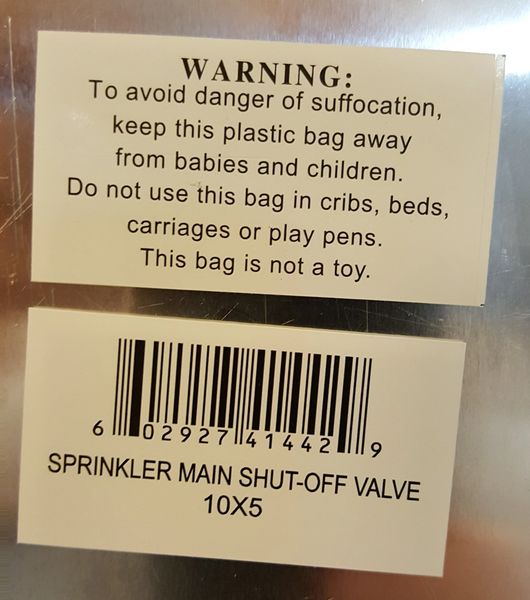 WARNING:
To avoid danger of suffocation,
keep this plastic bag away
from babies and children.
Do not use this bag in cribs, beds,
carriages or play pens.
This bag is not a toy.
6 02927 41442 9
SPRINKLER MAIN SHUT-OFF VALVE
10X5